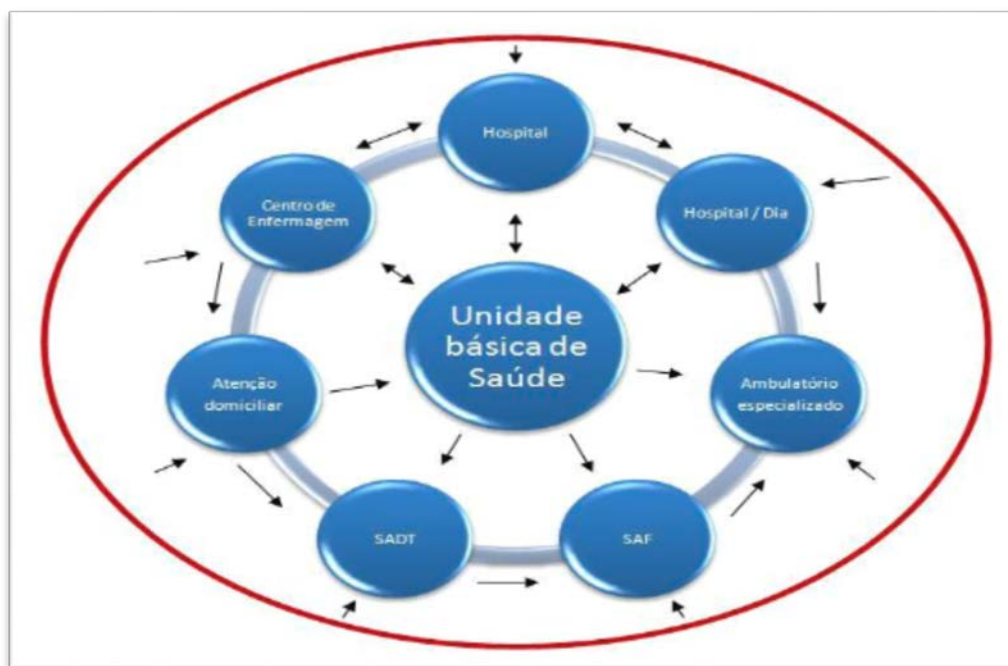 Hospital
Centro de
Enfermagem
Hospital / Dia
Unidade
básica de
Saúde
Atenção
domiciliar
Ambulatório
especializado
SADT
SAF